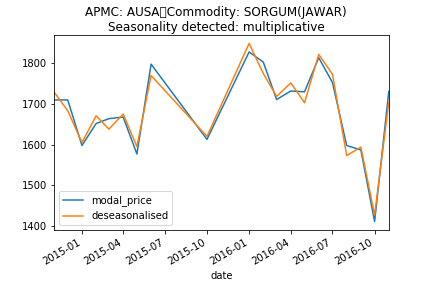 APMC: AUSA▯Commodity: SORGUM(JAWAR)
Seasonality detected: multiplicative
1800
1700
1600
1500
1400
modal_price
deseasonalised
2015-01
2015-04
2015-07
2015-10
2016-01
2016-04
2016-07
2016-10
date